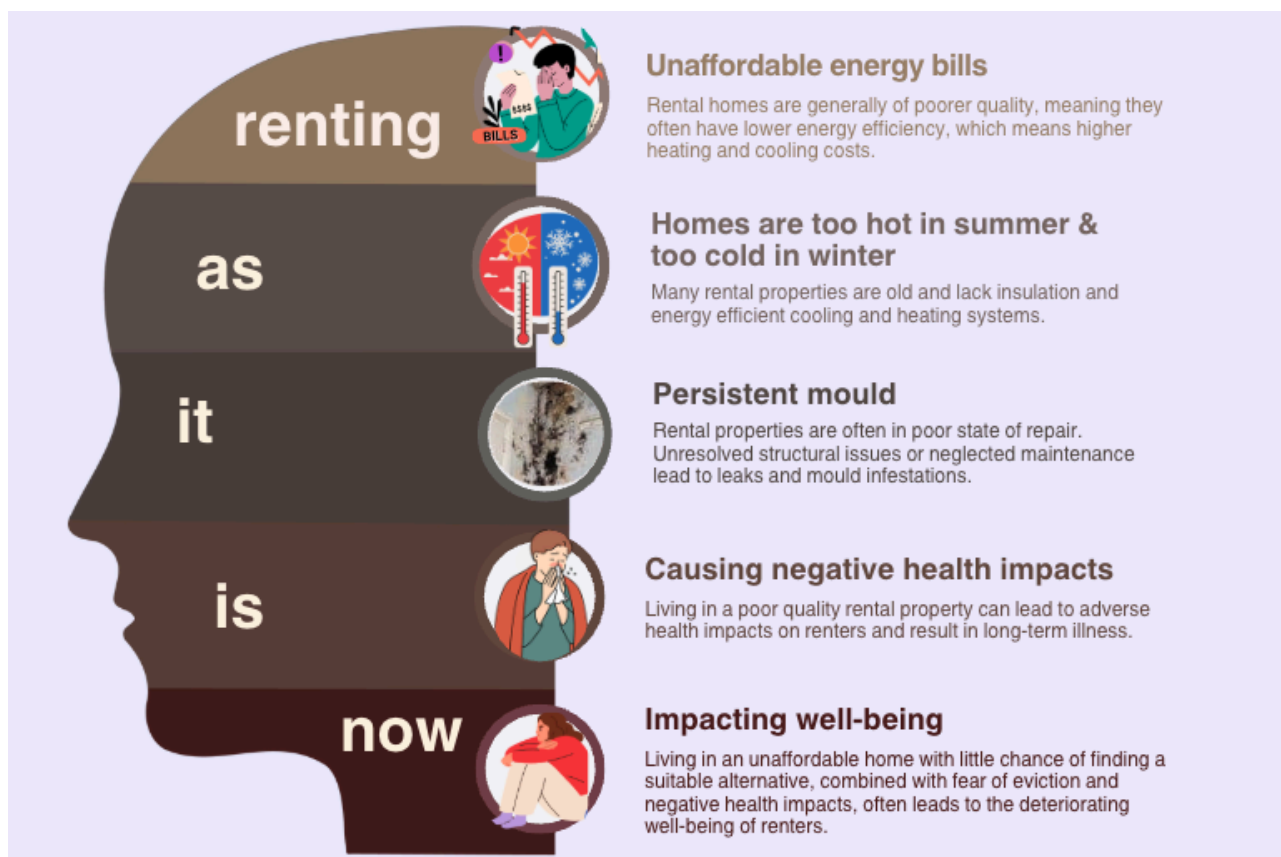 renting
!
$$$$
BILLS
Unaffordable energy bills
Rental homes are generally of poorer quality, meaning they
often have lower energy efficiency, which means higher
heating and cooling costs.
as
Homes are too hot in summer &
too cold in winter
Many rental properties are old and lack insulation and
energy efficient cooling and heating systems.
it
Persistent mould
Rental properties are often in poor state of repair.
Unresolved structural issues or neglected maintenance
lead to leaks and mould infestations.
is
Causing negative health impacts
Living in a poor quality rental property can lead to adverse
health impacts on renters and result in long-term illness.
now
Impacting well-being
Living in an unaffordable home with little chance of finding a
suitable alternative, combined with fear of eviction and
negative health impacts, often leads to the deteriorating
well-being of renters.